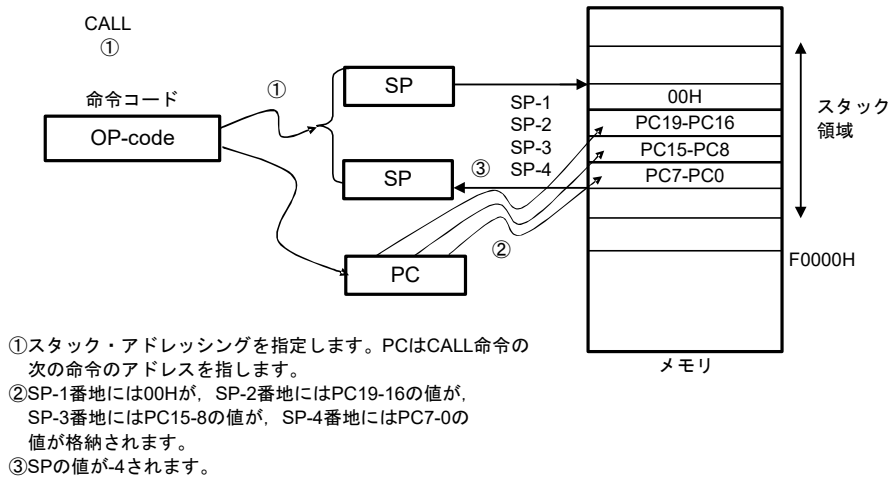 CALL
①
命令コード
OP-code
①
SP
SP
③
②
PC
SP-1
SP-2
SP-3
SP-4
00H
PC19-PC16
PC15-PC8
PC7-PC0
スタック
領域
F0000H
メモリ
①スタック・アドレッシングを指定します。PCはCALL命令の
次の命令のアドレスを指します。
②SP-1番地には00Hが，SP-2番地にはPC19-16の値が，
SP-3番地にはPC15-8の値が，SP-4番地にはPC7-0の
値が格納されます。
③SPの値が-4されます。